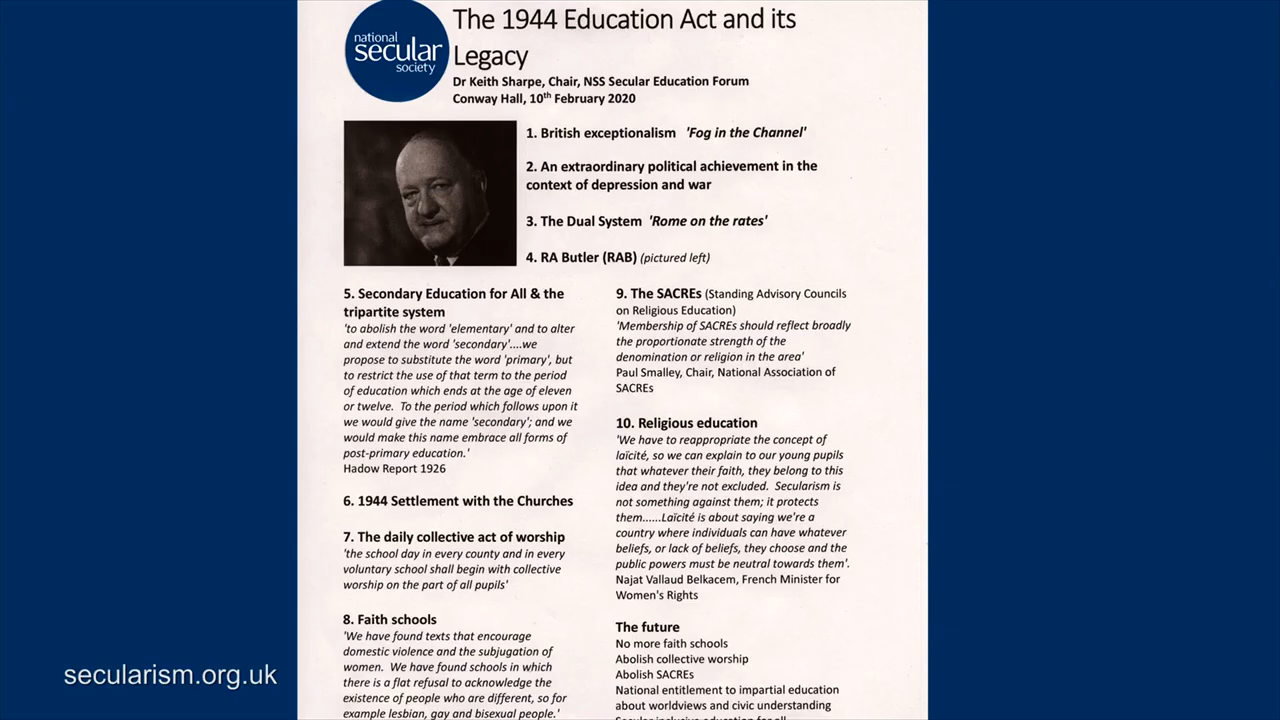 national
secular
society
The 1944 Education Act and its
Legacy
Dr Keith Sharpe, Chair, NSS Secular Education Forum
Conway Hall, 10th February 2020
1. British exceptionalism 'Fog in the Channel'
2. An extraordinary political achievement in the
context of depression and war
3. The Dual System 'Rome on the rates'
4. RA Butler (RAB) (pictured left)
5. Secondary Education for All & the
tripartite system
'to abolish the word 'elementary' and to alter
and extend the word 'secondary'....we
propose to substitute the word 'primary', but
to restrict the use of that term to the period
of education which ends at the age of eleven
or twelve. To the period which follows upon it
we would give the name 'secondary'; and we
would make this name embrace all forms of
post-primary education.'
Hadow Report 1926
6. 1944 Settlement with the Churches
7. The daily collective act of worship
'the school day in every county and in every
voluntary school shall begin with collective
worship on the part of all pupils'
8. Faith schools
'We have found texts that encourage
domestic violence and the subjugation of
women. We have found schools in which
there is a flat refusal to acknowledge the
existence of people who are different, so for
example lesbian, gay and bisexual people.'
9. The SACREs (Standing Advisory Councils
on Religious Education)
'Membership of SACREs should reflect broadly
the proportionate strength of the
denomination or religion in the area'
Paul Smalley, Chair, National Association of
SACREs
10. Religious education
'We have to reappropriate the concept of
laïcité, so we can explain to our young pupils
that whatever their faith, they belong to this
idea and they're not excluded. Secularism is
not something against them; it protects
them......Laïcité is about saying we're a
country where individuals can have whatever
beliefs, or lack of beliefs, they choose and the
public powers must be neutral towards them'.
Najat Vallaud Belkacem, French Minister for
Women's Rights
The future
No more faith schools
Abolish collective worship
Abolish SACREs
National entitlement to impartial education
about worldviews and civic understanding
Secular inclusive education for all
secularism.org.uk